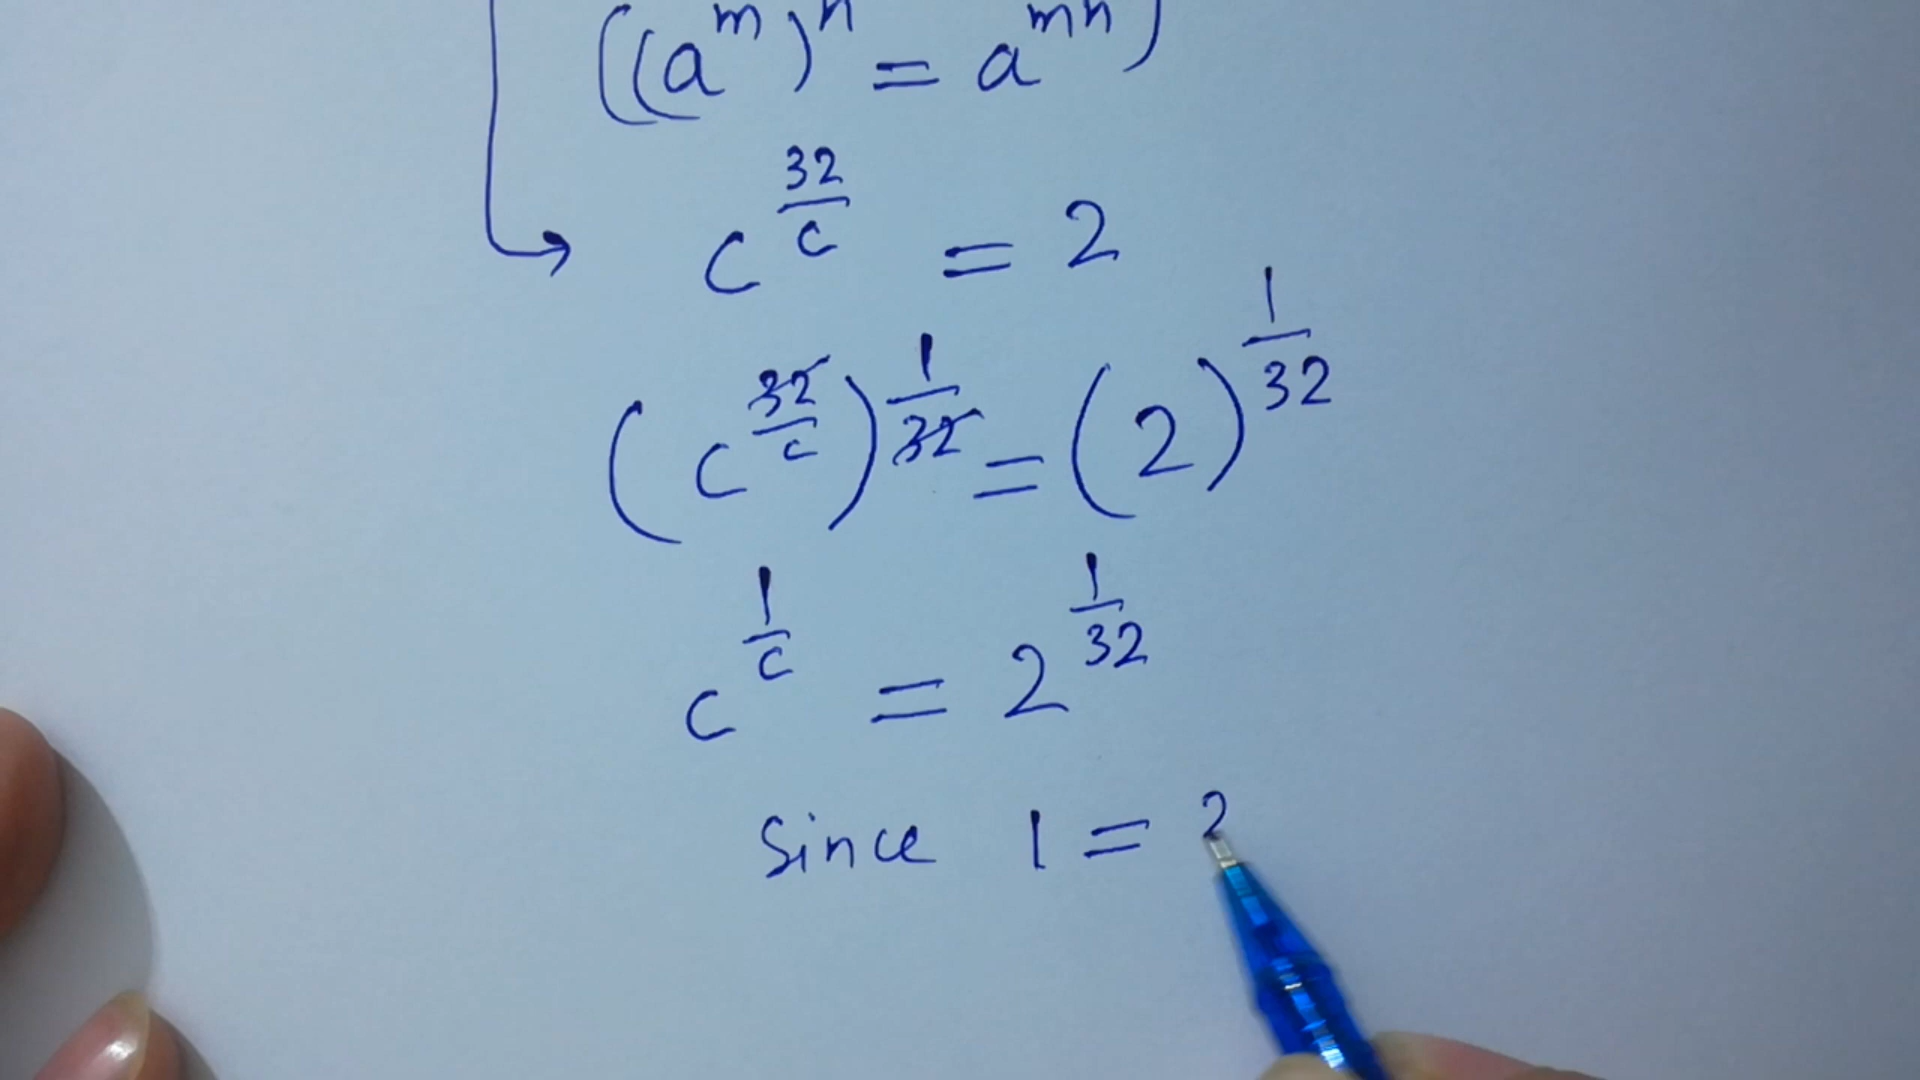 ((a^m)^n = a^mn)
c^(32/c) = 2
(c^(32/c))^(1/32) = (2)^(1/32)
c^(1/c) = 2^(1/32)
Since 1 = 2